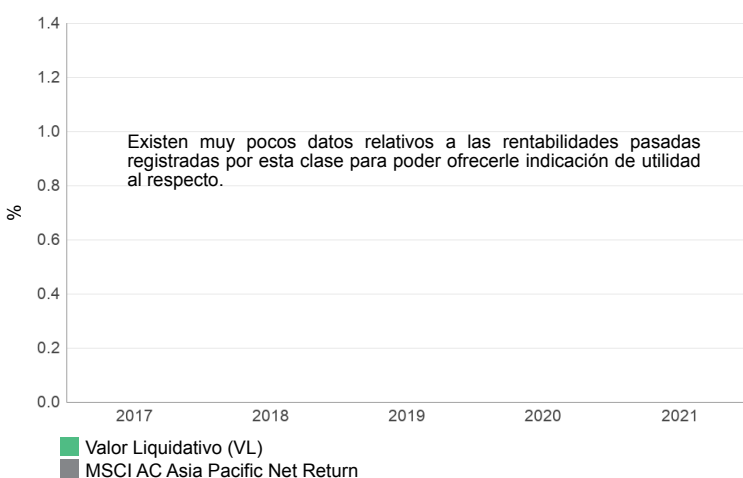 1.4
1.2
1.0
Existen muy pocos datos relativos a las rentabilidades pasadas
registradas por esta clase para poder ofrecerle indicación de utilidad
al respecto.
0.8
%
0.6
0.4
0.2
0.0
2017 2018 2019 2020 2021
Valor Liquidativo (VL)
MSCI AC Asia Pacific Net Return